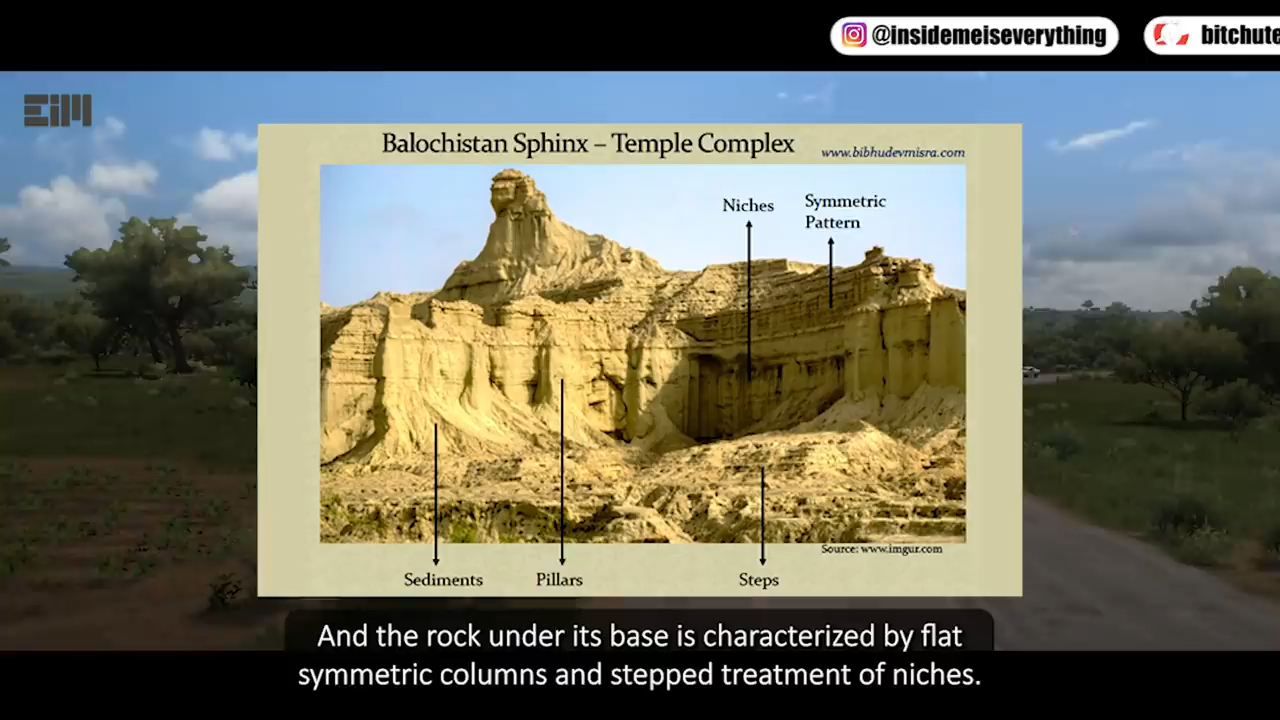 @insidemeiseverything
bitchute
EiM
Balochistan Sphinx – Temple Complex
www.bibhudevmisra.com
Niches
Symmetric
Pattern
Source: www.imgur.com
Sediments
Pillars
Steps
And the rock under its base is characterized by flat
symmetric columns and stepped treatment of niches.